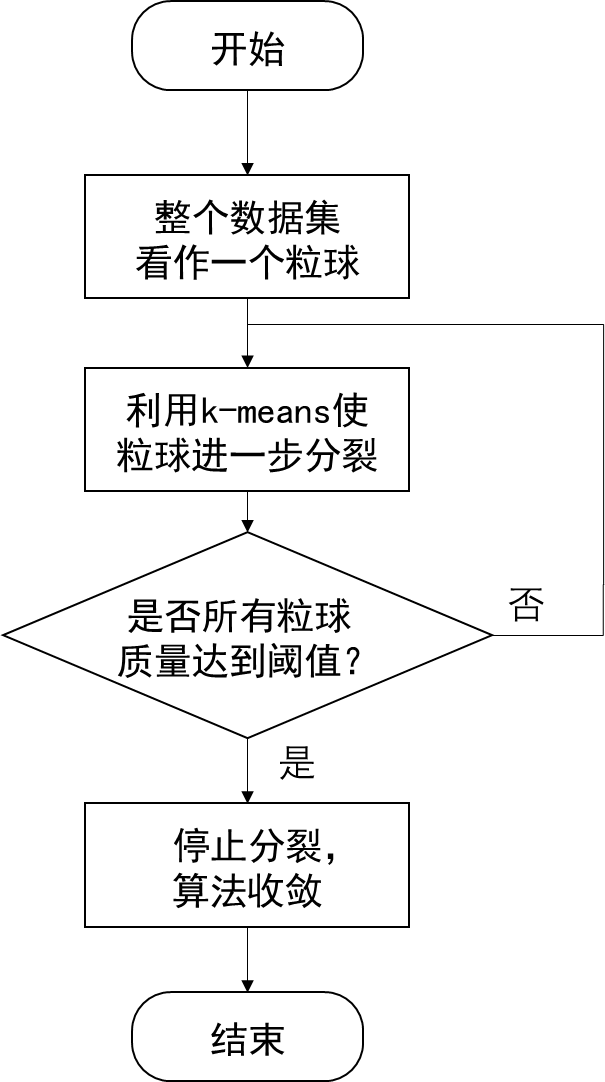 开始
整个数据集
看作一个粒球
利用k-means使
粒球进一步分裂
是否所有粒球
质量达到阈值？
否
是
停止分裂，
算法收敛
结束